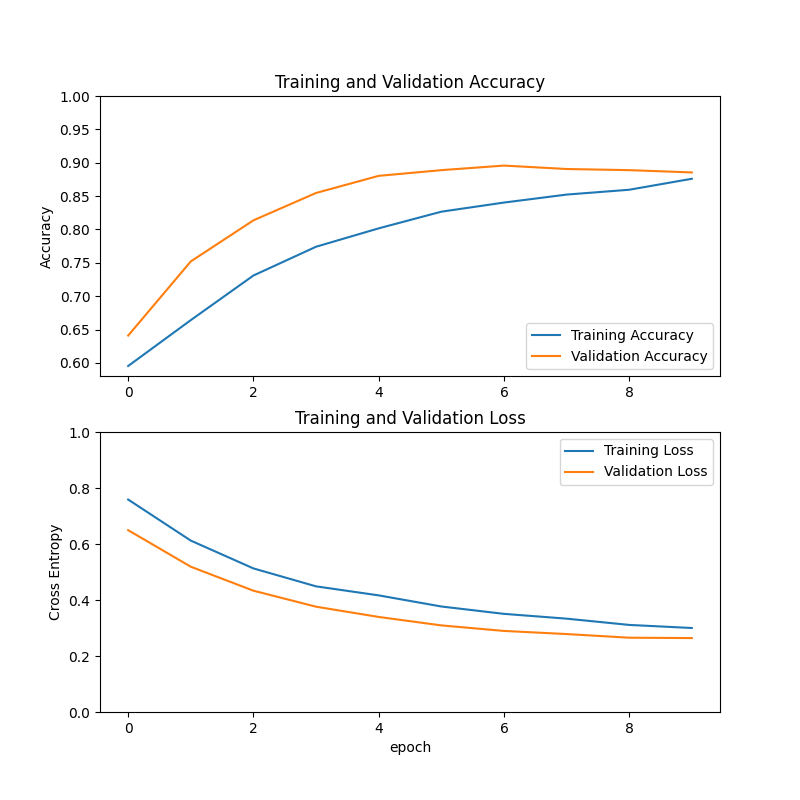 Training and Validation Accuracy
Accuracy
1.00
0.95
0.90
0.85
0.80
0.75
0.70
0.65
0.60
Training Accuracy
Validation Accuracy
0 2 4 6 8
Training and Validation Loss
Cross Entropy
1.0
0.8
0.6
0.4
0.2
0.0
Training Loss
Validation Loss
0 2 4 6 8
epoch